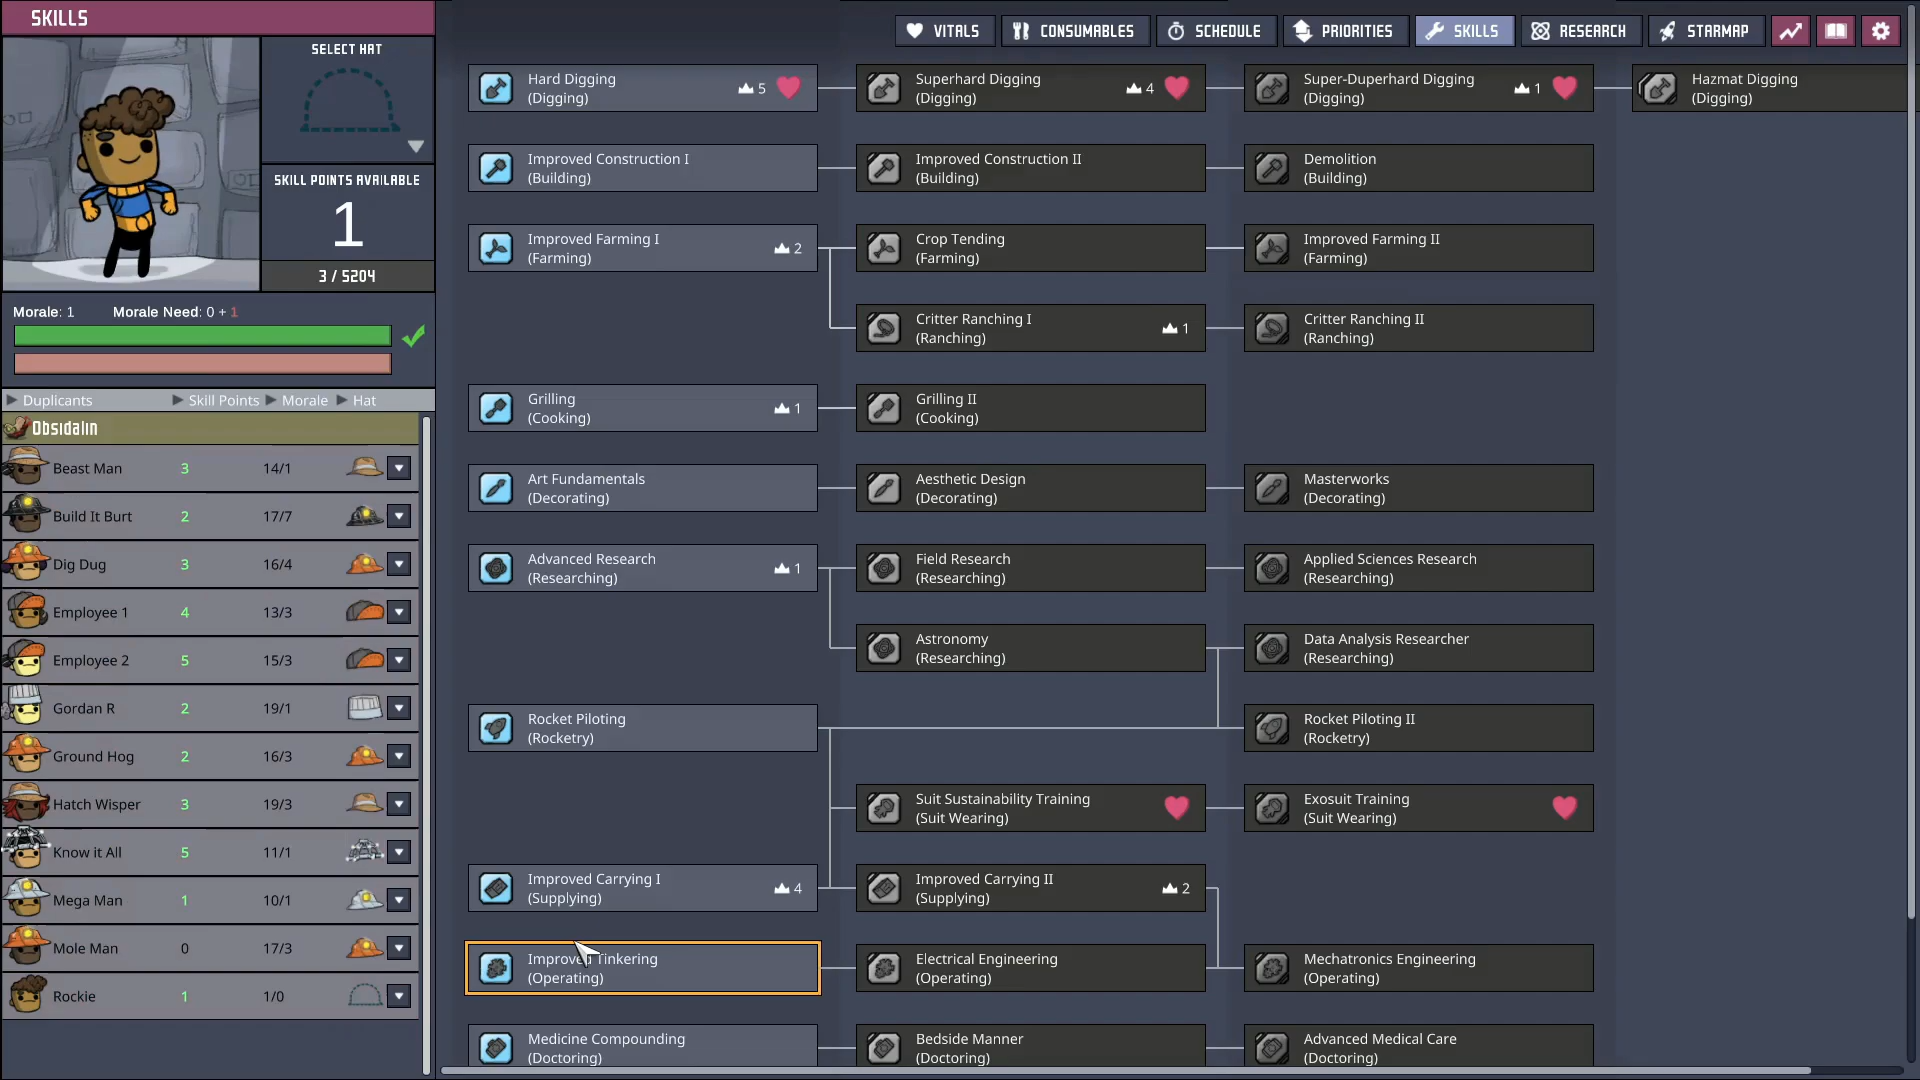 SKILLS
VITALS
CONSUMABLES
SCHEDULE
PRIORITIES
SKILLS
RESEARCH
STARMAP
SELECT HAT
SKILL POINTS AVAILABLE
1
3 / 5204
Morale: 1 Morale Need: 0 + 1
Duplicants Skill Points Morale Hat
Obsidalin
Beast Man 3 14/1
Build It Burt 2 17/7
Dig Dug 3 16/4
Employee 1 4 13/3
Employee 2 5 15/3
Gordan R 2 19/1
Ground Hog 2 16/3
Hatch Wisper 3 19/3
Know it All 5 11/1
Mega Man 1 10/1
Mole Man 0 17/3
Rockie 1 1/0
Hard Digging
(Digging)
5
Superhard Digging
(Digging)
4
Super-Duperhard Digging
(Digging)
1
Hazmat Digging
(Digging)
Improved Construction I
(Building)
Improved Construction II
(Building)
Demolition
(Building)
Improved Farming I
(Farming)
2
Crop Tending
(Farming)
Improved Farming II
(Farming)
Critter Ranching I
(Ranching)
1
Critter Ranching II
(Ranching)
Grilling
(Cooking)
1
Grilling II
(Cooking)
Art Fundamentals
(Decorating)
Aesthetic Design
(Decorating)
Masterworks
(Decorating)
Advanced Research
(Researching)
1
Field Research
(Researching)
Applied Sciences Research
(Researching)
Astronomy
(Researching)
Data Analysis Researcher
(Researching)
Rocket Piloting
(Rocketry)
Rocket Piloting II
(Rocketry)
Suit Sustainability Training
(Suit Wearing)
Exosuit Training
(Suit Wearing)
Improved Carrying I
(Supplying)
4
Improved Carrying II
(Supplying)
2
Improved Tinkering
(Operating)
Electrical Engineering
(Operating)
Mechatronics Engineering
(Operating)
Medicine Compounding
(Doctoring)
Bedside Manner
(Doctoring)
Advanced Medical Care
(Doctoring)